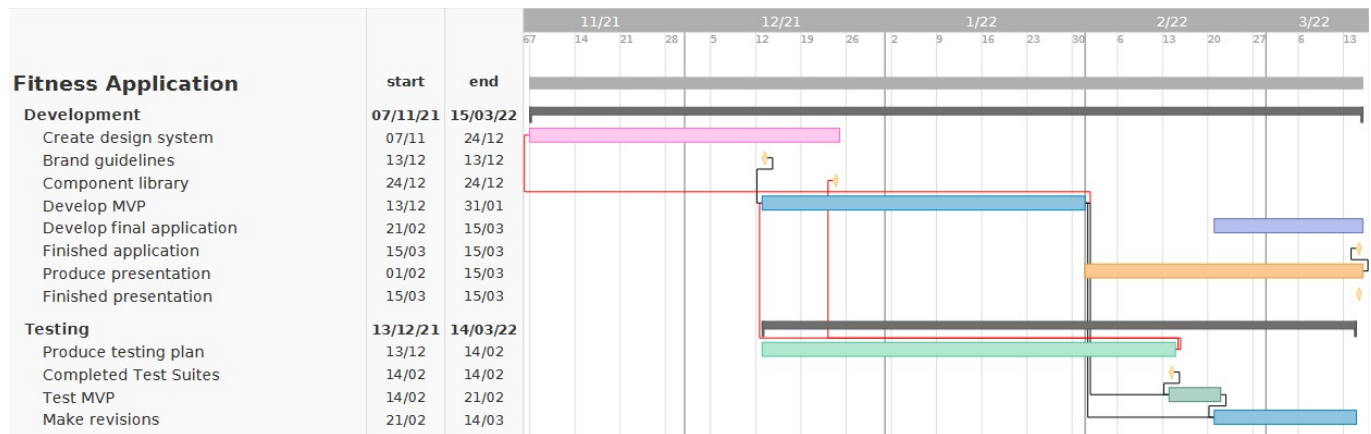 11/21 12/21 1/22 2/22 3/22
67 14 21 28 5 12 19 26 2 9 16 23 30 6 13 20 27 6 13
Fitness Application start end
Development 07/11/21 15/03/22
Create design system 07/11 24/12
Brand guidelines 13/12 13/12
Component library 24/12 24/12
Develop MVP 13/12 31/01
Develop final application 21/02 15/03
Finished application 15/03 15/03
Produce presentation 01/02 15/03
Finished presentation 15/03 15/03
Testing 13/12/21 14/03/22
Produce testing plan 13/12 14/02
Completed Test Suites 14/02 14/02
Test MVP 14/02 21/02
Make revisions 21/02 14/03